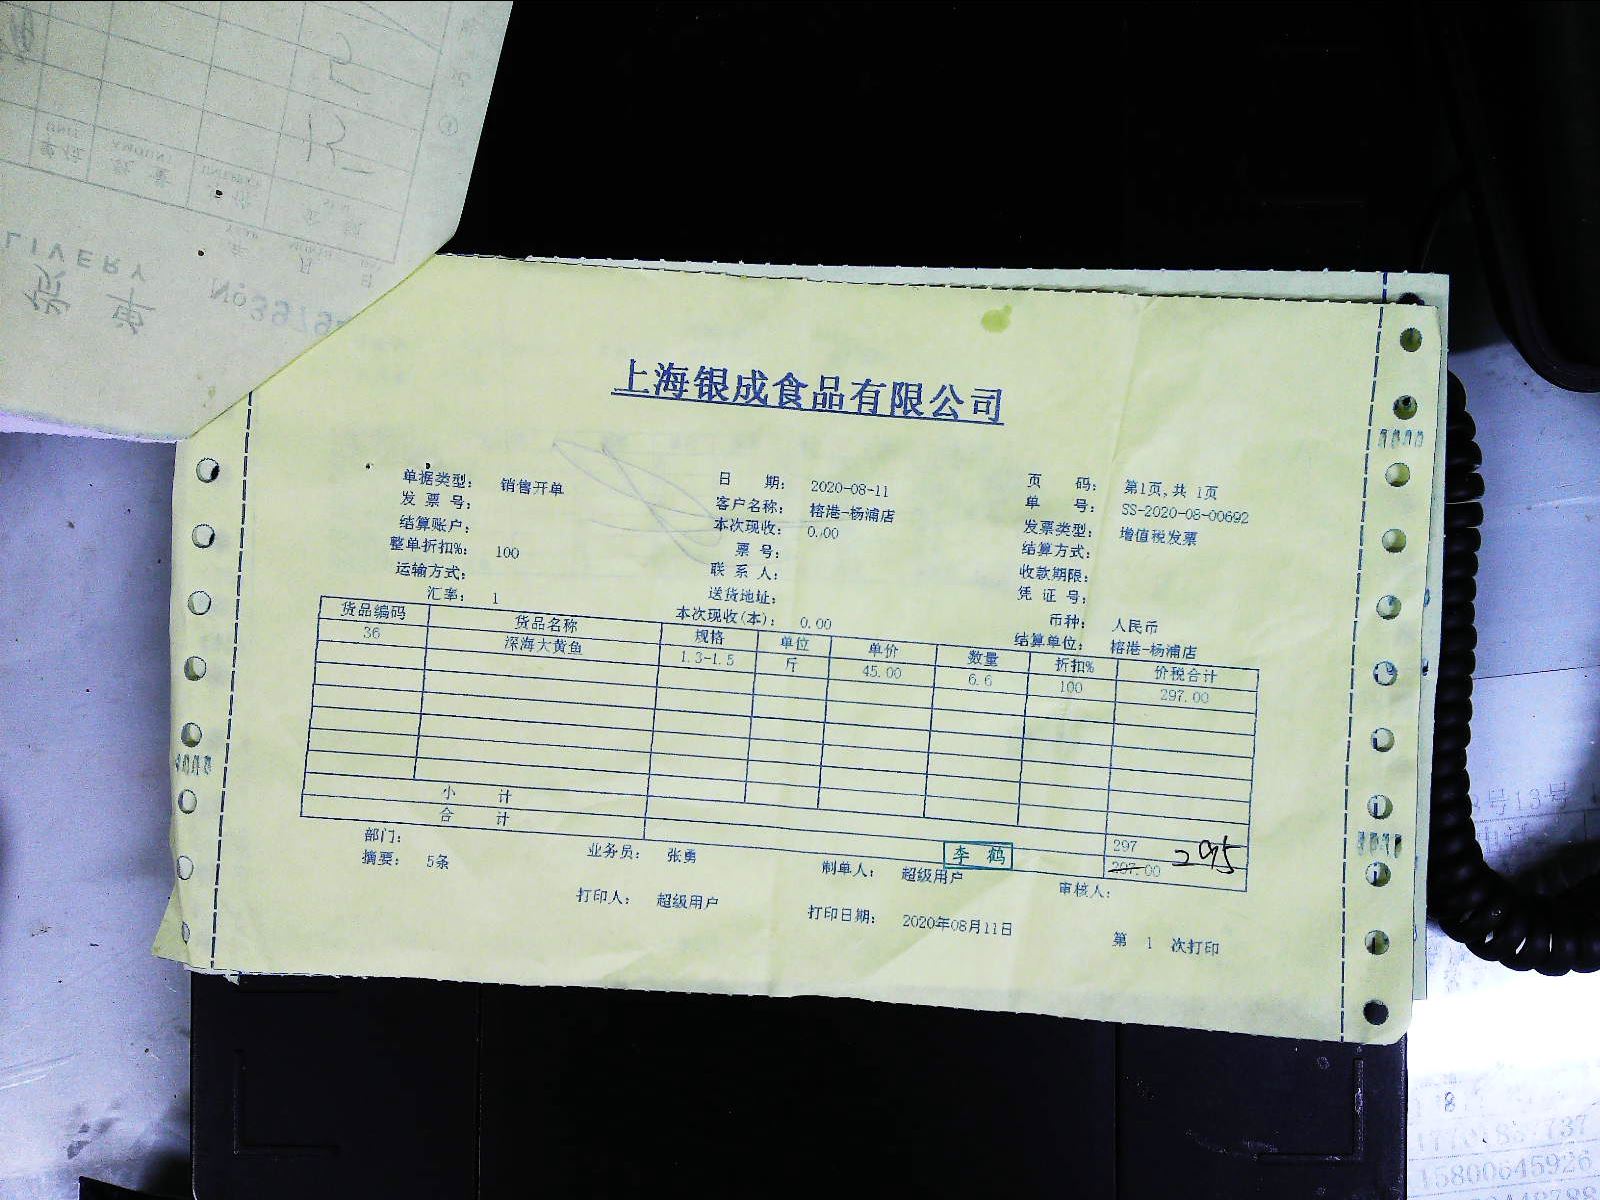 上海银成食品有限公司
单据类型： 销售开单 日 期： 2020-08-11 页 码： 第1页,共 1页
发 票 号： 客户名称： 榕港-杨浦店 单 号： SS-2020-08-00692
结算账户： 本次现收： 0.00 发票类型： 增值税发票
整单折扣%： 100 票 号： 结算方式：
运输方式： 联 系 人： 收款期限：
汇率： 1 送货地址： 凭 证 号：
本次现收(本)： 0.00 币种： 人民币
结算单位： 榕港-杨浦店
货品编码 货品名称 规格 单位 单价 数量 折扣% 价税合计
36 深海大黄鱼 1.3-1.5 斤 45.00 6.6 100 297.00
小 计 297
合 计 297.00 295
部门： 业务员： 张勇 制单人： 超级用户 审核人：
李 鹤
摘要： 5条 打印人： 超级用户 打印日期： 2020年08月11日 第 1 次打印
15800645926